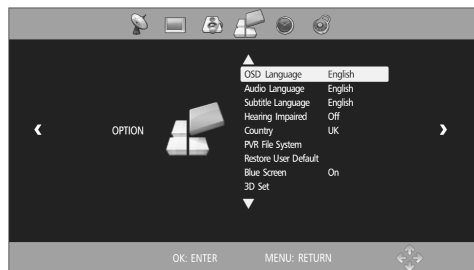 OPTION
OSD Language English
Audio Language English
Subtitle Language English
Hearing Impaired Off
Country UK
PVR File System
Restore User Default
Blue Screen On
3D Set
OK: ENTER MENU: RETURN